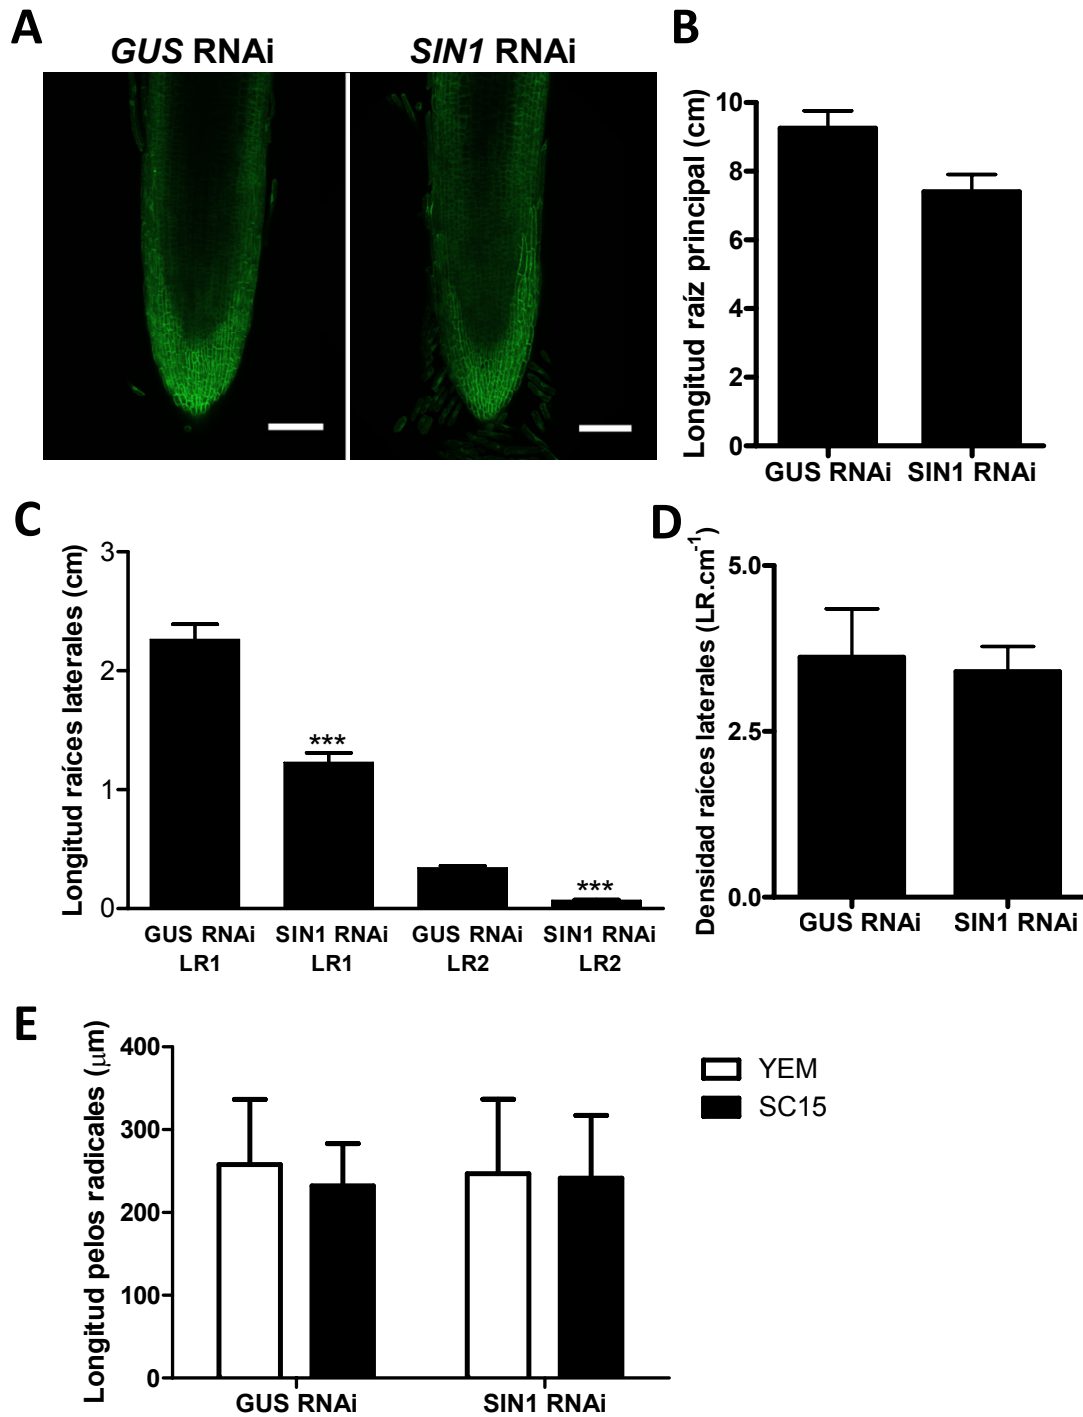 A
GUS RNAi
SIN1 RNAi
B
Longitud raíz principal (cm)
10
8
6
4
2
0
GUS RNAi
SIN1 RNAi
C
Longitud raíces laterales (cm)
3
2
1
0
***
***
GUS RNAi
LR1
SIN1 RNAi
LR1
GUS RNAi
LR2
SIN1 RNAi
LR2
D
Densidad raíces laterales (LR.cm⁻¹)
5.0
2.5
0.0
GUS RNAi
SIN1 RNAi
E
Longitud pelos radicales (µm)
400
300
200
100
0
GUS RNAi
SIN1 RNAi
YEM
SC15